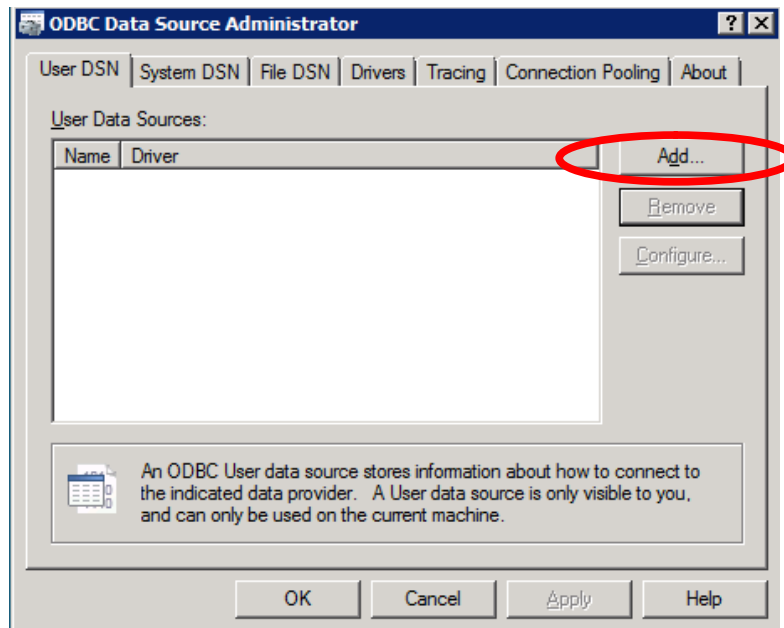 ODBC Data Source Administrator
User DSN System DSN File DSN Drivers Tracing Connection Pooling About
User Data Sources:
Name Driver
Add...
Remove
Configure...
An ODBC User data source stores information about how to connect to
the indicated data provider. A User data source is only visible to you,
and can only be used on the current machine.
OK Cancel Apply Help